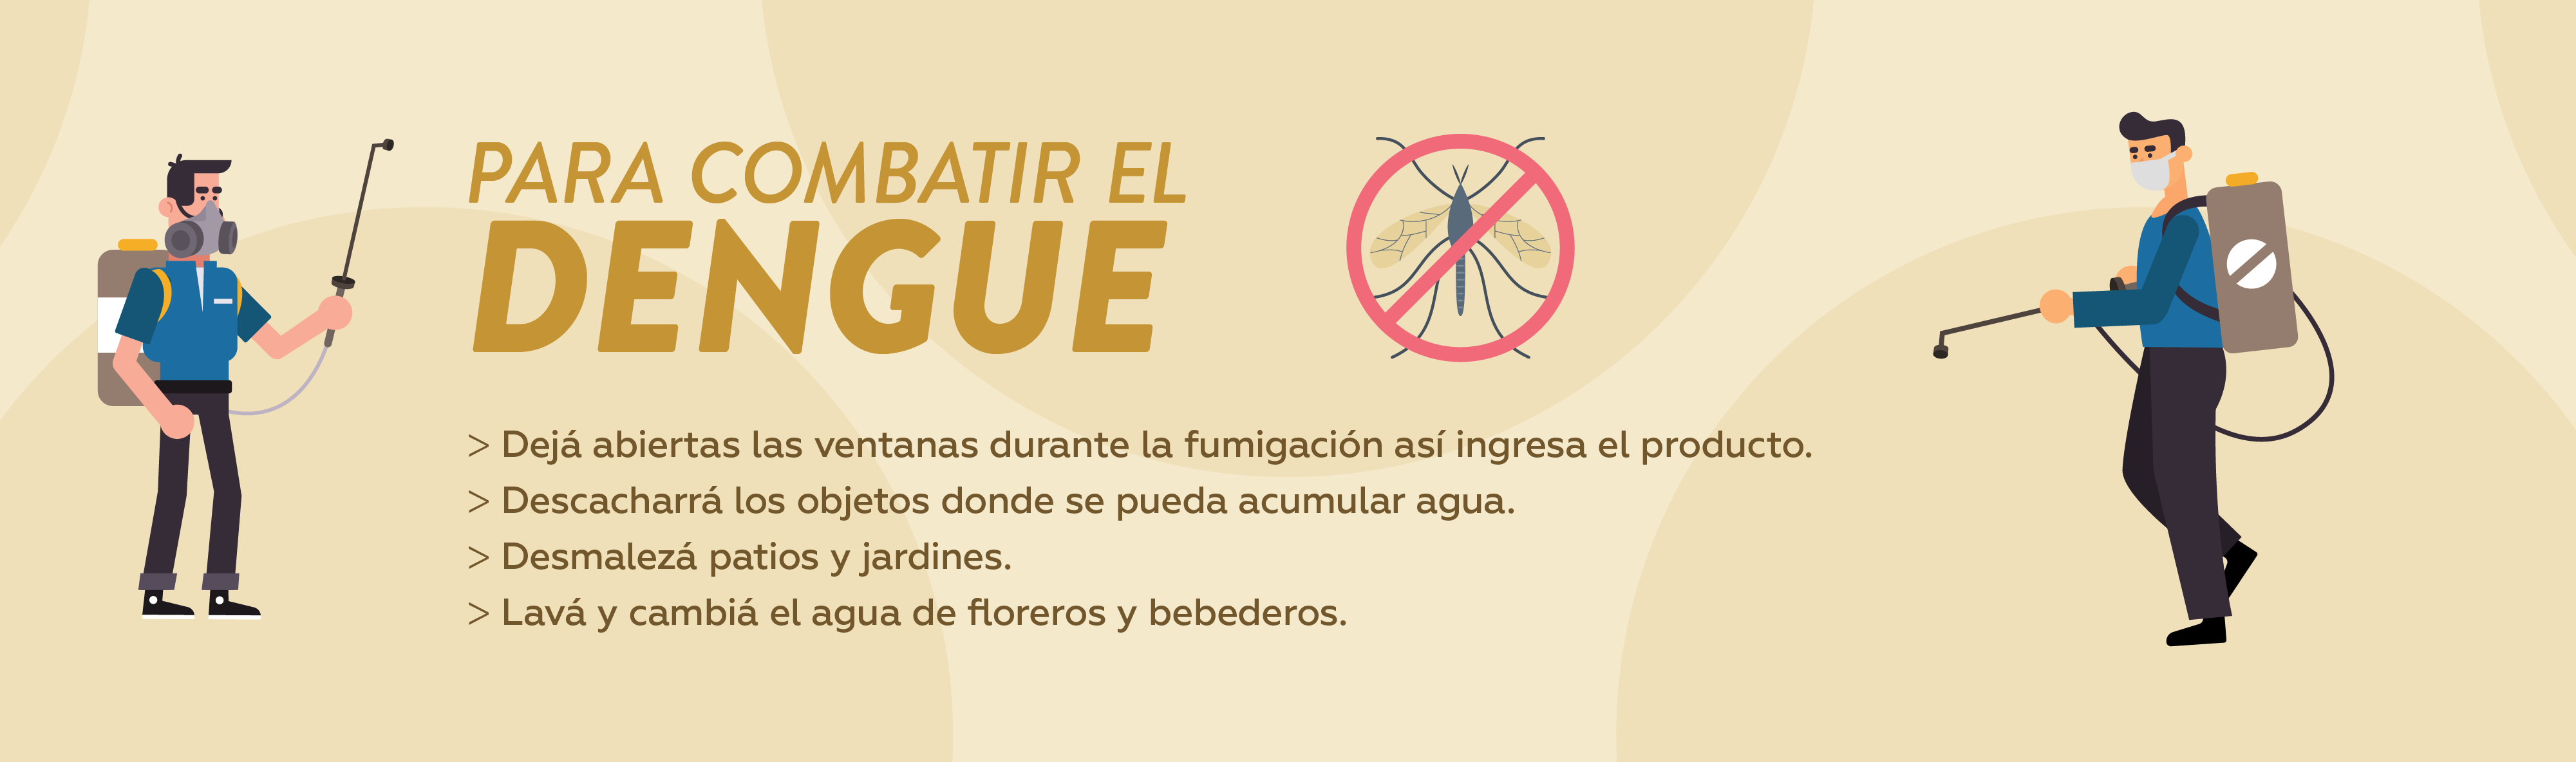 PARA COMBATIR EL
DENGUE
> Dejá abiertas las ventanas durante la fumigación así ingresa el producto.
> Descacharrá los objetos donde se pueda acumular agua.
> Desmalezá patios y jardines.
> Lavá y cambiá el agua de floreros y bebederos.